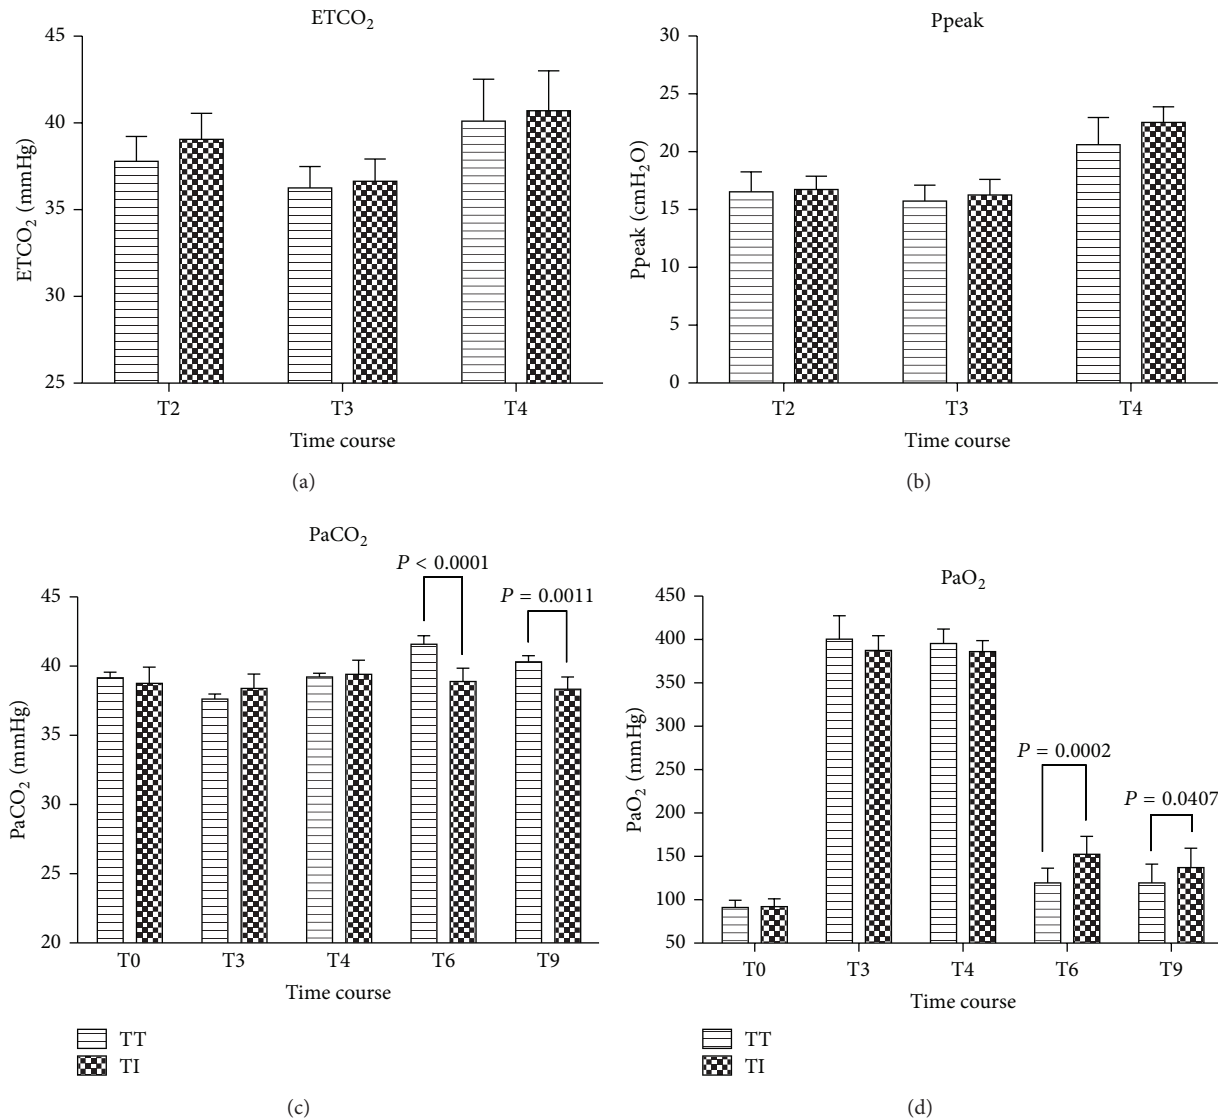 ETCO₂
ETCO₂ (mmHg)
45
40
35
30
25
T2 T3 T4
Time course
(a)
Ppeak
Ppeak (cmH₂O)
30
25
20
15
10
5
0
T2 T3 T4
Time course
(b)
PaCO₂
P < 0.0001
P = 0.0011
PaCO₂ (mmHg)
45
40
35
30
25
20
T0 T3 T4 T6 T9
Time course
TT
TI
(c)
PaO₂
PaO₂ (mmHg)
450
400
350
300
250
200
150
100
50
P = 0.0002
P = 0.0407
T0 T3 T4 T6 T9
Time course
TT
TI
(d)